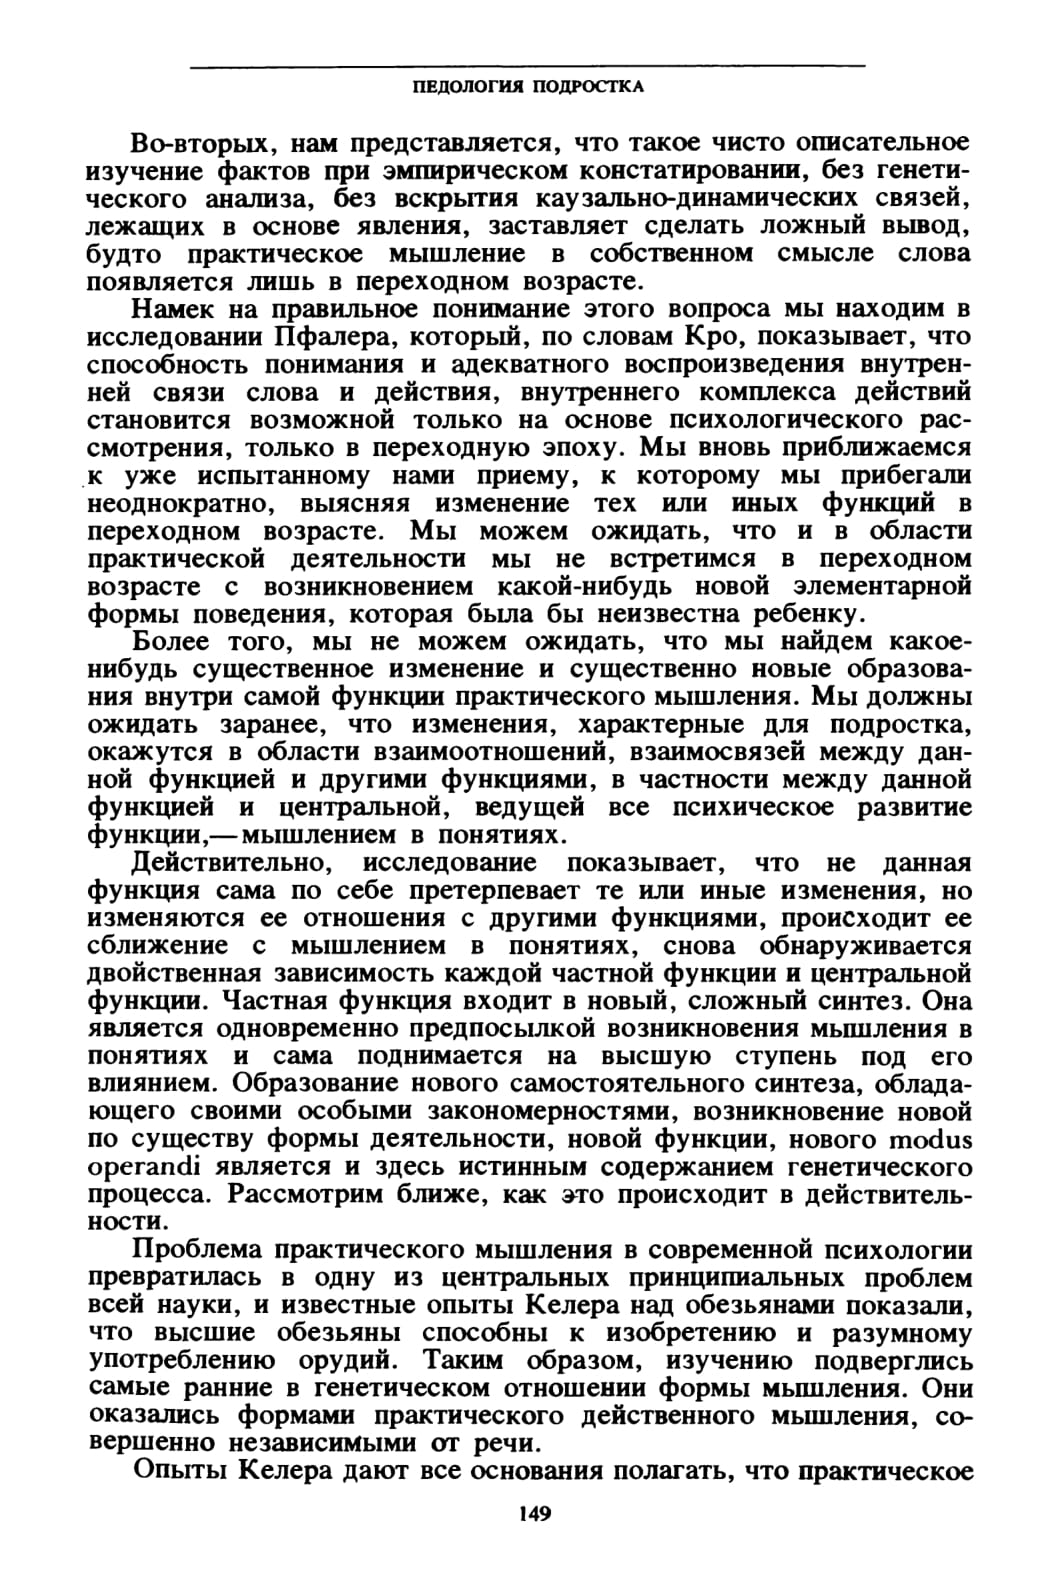 ПЕДОЛОГИЯ ПОДРОСТКА
Во-вторых, нам представляется, что такое чисто описательное
изучение фактов при эмпирическом констатировании, без генети-
ческого анализа, без вскрытия каузально-динамических связей,
лежащих в основе явления, заставляет сделать ложный вывод,
будто практическое мышление в собственном смысле слова
появляется лишь в переходном возрасте.
Намек на правильное понимание этого вопроса мы находим в
исследовании Пфалера, который, по словам Кро, показывает, что
способность понимания и адекватного воспроизведения внутрен-
ней связи слова и действия, внутреннего комплекса действий
становится возможной только на основе психологического рас-
смотрения, только в переходную эпоху. Мы вновь приближаемся
к уже испытанному нами приему, к которому мы прибегали
неоднократно, выясняя изменение тех или иных функций в
переходном возрасте. Мы можем ожидать, что и в области
практической деятельности мы не встретимся в переходном
возрасте с возникновением какой-нибудь новой элементарной
формы поведения, которая была бы неизвестна ребенку.
Более того, мы не можем ожидать, что мы найдем какое-
нибудь существенное изменение и существенно новые образова-
ния внутри самой функции практического мышления. Мы должны
ожидать заранее, что изменения, характерные для подростка,
окажутся в области взаимоотношений, взаимосвязей между дан-
ной функцией и другими функциями, в частности между данной
функцией и центральной, ведущей все психическое развитие
функции,—мышлением в понятиях.
Действительно, исследование показывает, что не данная
функция сама по себе претерпевает те или иные изменения, но
изменяются ее отношения с другими функциями, происходит ее
сближение с мышлением в понятиях, снова обнаруживается
двойственная зависимость каждой частной функции и центральной
функции. Частная функция входит в новый, сложный синтез. Она
является одновременно предпосылкой возникновения мышления в
понятиях и сама поднимается на высшую ступень под его
влиянием. Образование нового самостоятельного синтеза, облада-
ющего своими особыми закономерностями, возникновение новой
по существу формы деятельности, новой функции, нового modus
operandi является и здесь истинным содержанием генетического
процесса. Рассмотрим ближе, как это происходит в действитель-
ности.
Проблема практического мышления в современной психологии
превратилась в одну из центральных принципиальных проблем
всей науки, и известные опыты Келера над обезьянами показали,
что высшие обезьяны способны к изобретению и разумному
употреблению орудий. Таким образом, изучению подверглись
самые ранние в генетическом отношении формы мышления. Они
оказались формами практического действенного мышления, со-
вершенно независимыми от речи.
Опыты Келера дают все основания полагать, что практическое
149